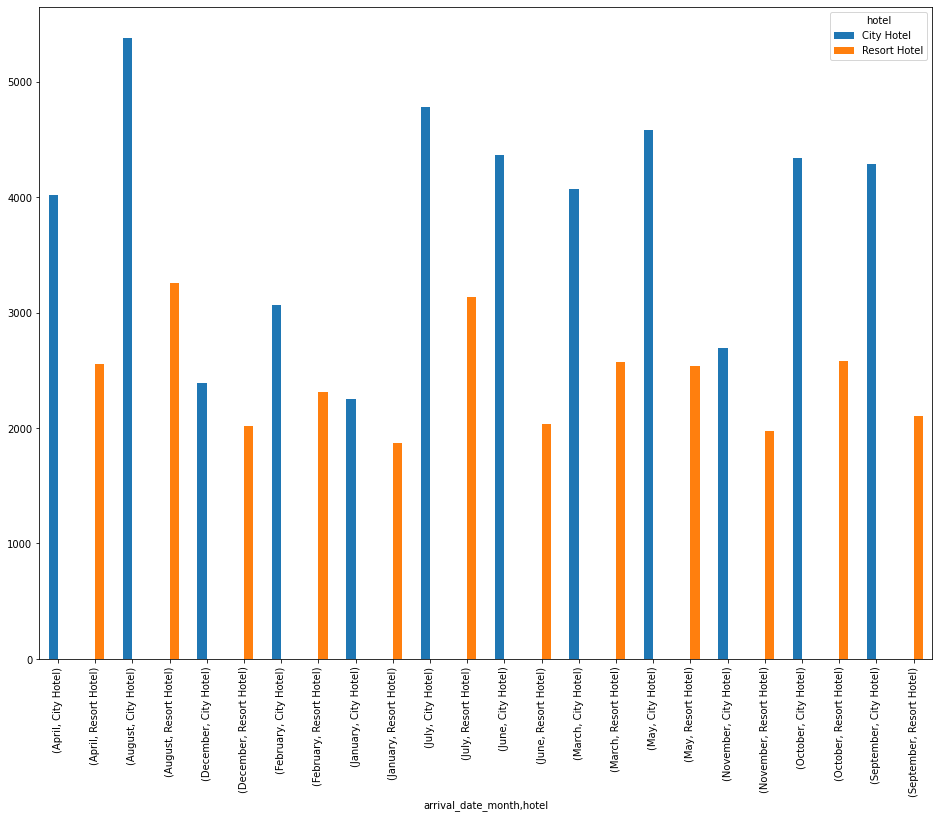 hotel
City Hotel
Resort Hotel
5000
4000
3000
2000
1000
0
(April, City Hotel)
(April, Resort Hotel)
(August, City Hotel)
(August, Resort Hotel)
(December, City Hotel)
(December, Resort Hotel)
(February, City Hotel)
(February, Resort Hotel)
(January, City Hotel)
(January, Resort Hotel)
(July, City Hotel)
(July, Resort Hotel)
(June, City Hotel)
(June, Resort Hotel)
(March, City Hotel)
(March, Resort Hotel)
(May, City Hotel)
(May, Resort Hotel)
(November, City Hotel)
(November, Resort Hotel)
(October, City Hotel)
(October, Resort Hotel)
(September, City Hotel)
(September, Resort Hotel)
arrival_date_month,hotel